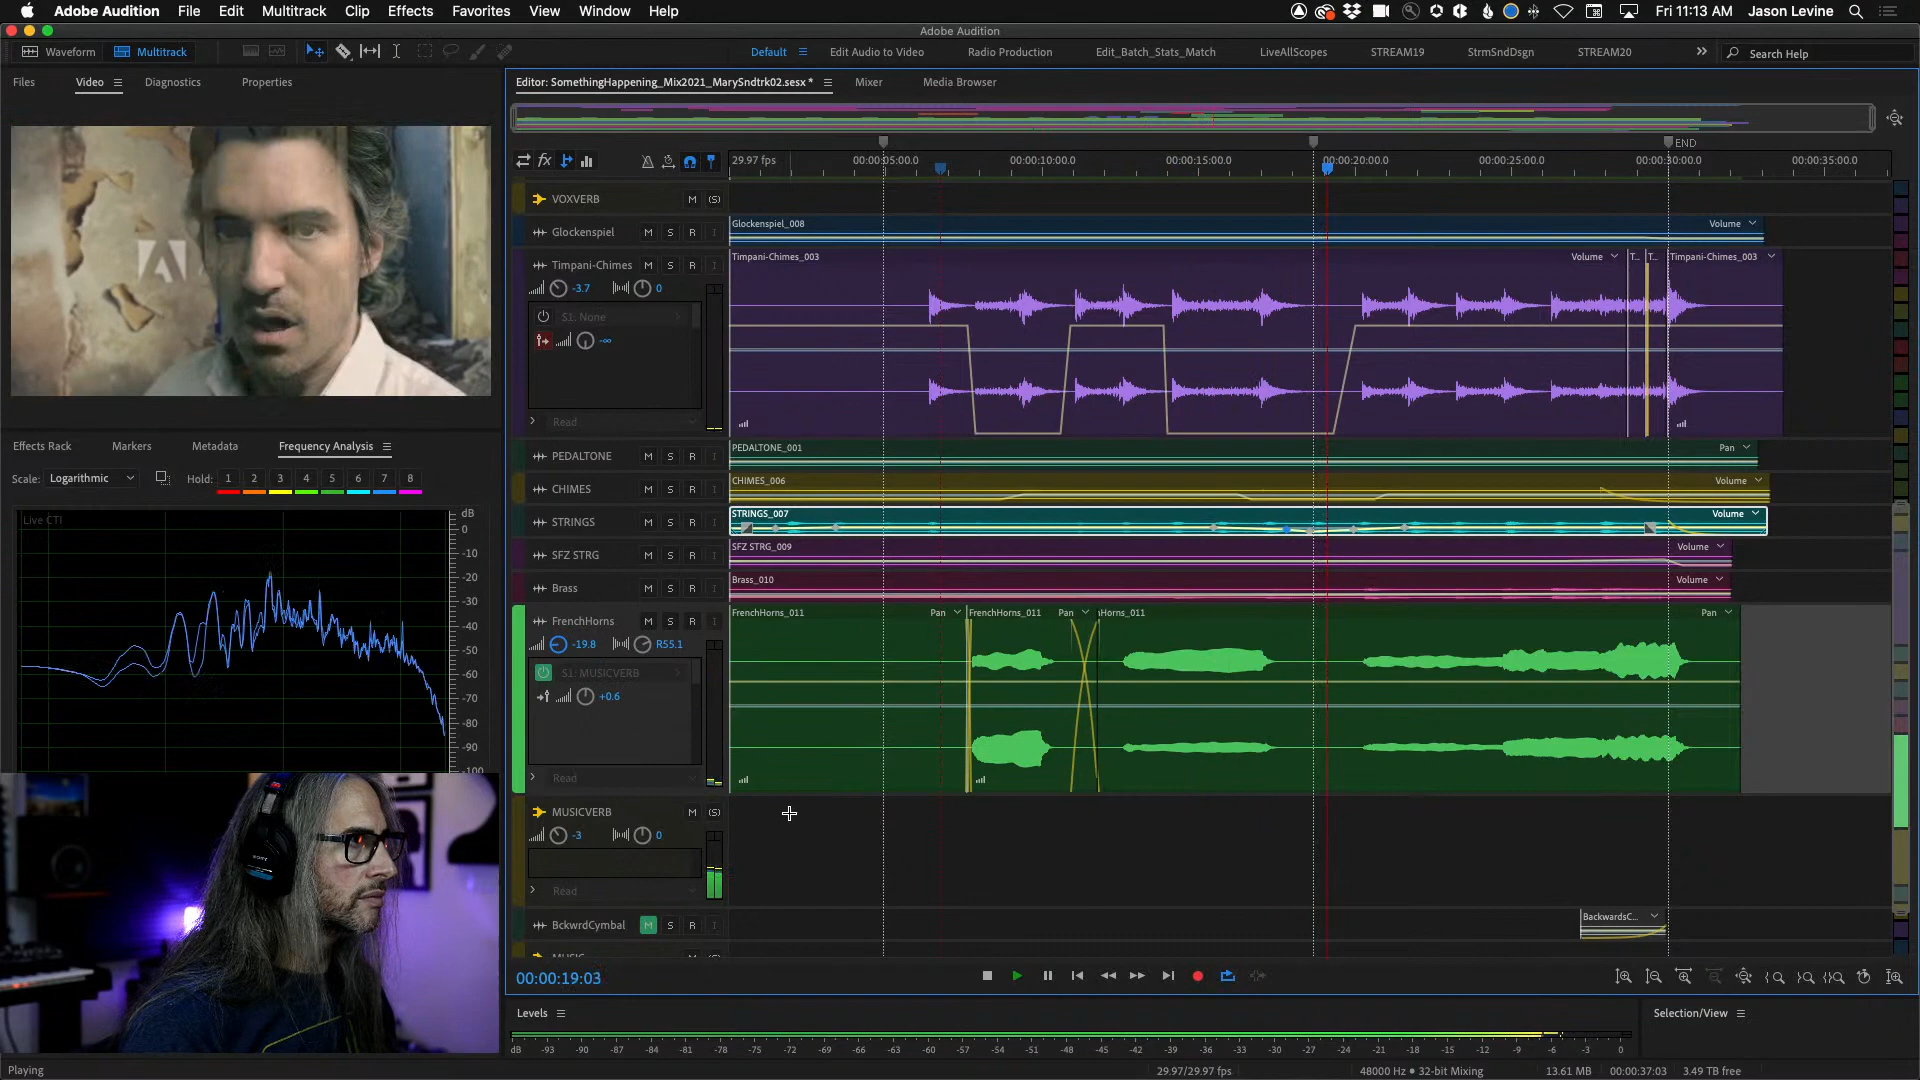 Adobe Audition File Edit Multitrack Clip Effects Favorites View Window Help
Fri 11:13 AM Jason Levine
Adobe Audition
Waveform Multitrack
Default Edit Audio to Video Radio Production Edit_Batch_Stats_Match LiveAllScopes STREAM19 StrmSndDsgn STREAM20 Search Help
Files Video Diagnostics Properties
Editor: SomethingHappening_Mix2021_MarySndtrk02.sesx * Mixer Media Browser
END
29.97 fps 00:00:05:00.0 00:00:10:00.0 00:00:15:00.0 00:00:20:00.0 00:00:25:00.0 00:00:30:00.0 00:00:35:00.0
VOXVERB M (S)
Glockenspiel M S R I
Glockenspiel_008 Volume
Timpani-Chimes M S R I
Timpani-Chimes_003 Volume T... T... Timpani-Chimes_003
-3.7 0
S1: None
-∞
Read
PEDALTONE M S R I
PEDALTONE_001 Pan
CHIMES M S R I
CHIMES_006 Volume
STRINGS M S R I
STRINGS_007 Volume
SFZ STRG M S R I
SFZ STRG_009 Volume
Brass M S R I
Brass_010 Volume
FrenchHorns M S R I
FrenchHorns_011 Pan FrenchHorns_011 Pan Horns_011 Pan
-19.8 R55.1
S1: MUSICVERB
+0.6
Read
MUSICVERB M (S)
-3 0
Read
BckwrdCymbal M S R I
BackwardsC...
Effects Rack Markers Metadata Frequency Analysis
Scale: Logarithmic Hold: 1 2 3 4 5 6 7 8
Live CTI
dB
0
-10
-20
-30
-40
-50
-60
-70
-80
-90
-100
00:00:19:03
Levels
Selection/View
dB -93 -90 -87 -84 -81 -78 -75 -72 -69 -66 -63 -60 -57 -54 -51 -48 -45 -42 -39 -36 -33 -30 -27 -24 -21 -18 -15 -12 -9 -6 -3 0
Playing
29.97/29.97 fps 48000 Hz • 32-bit Mixing 13.61 MB 00:00:37:03 3.49 TB free